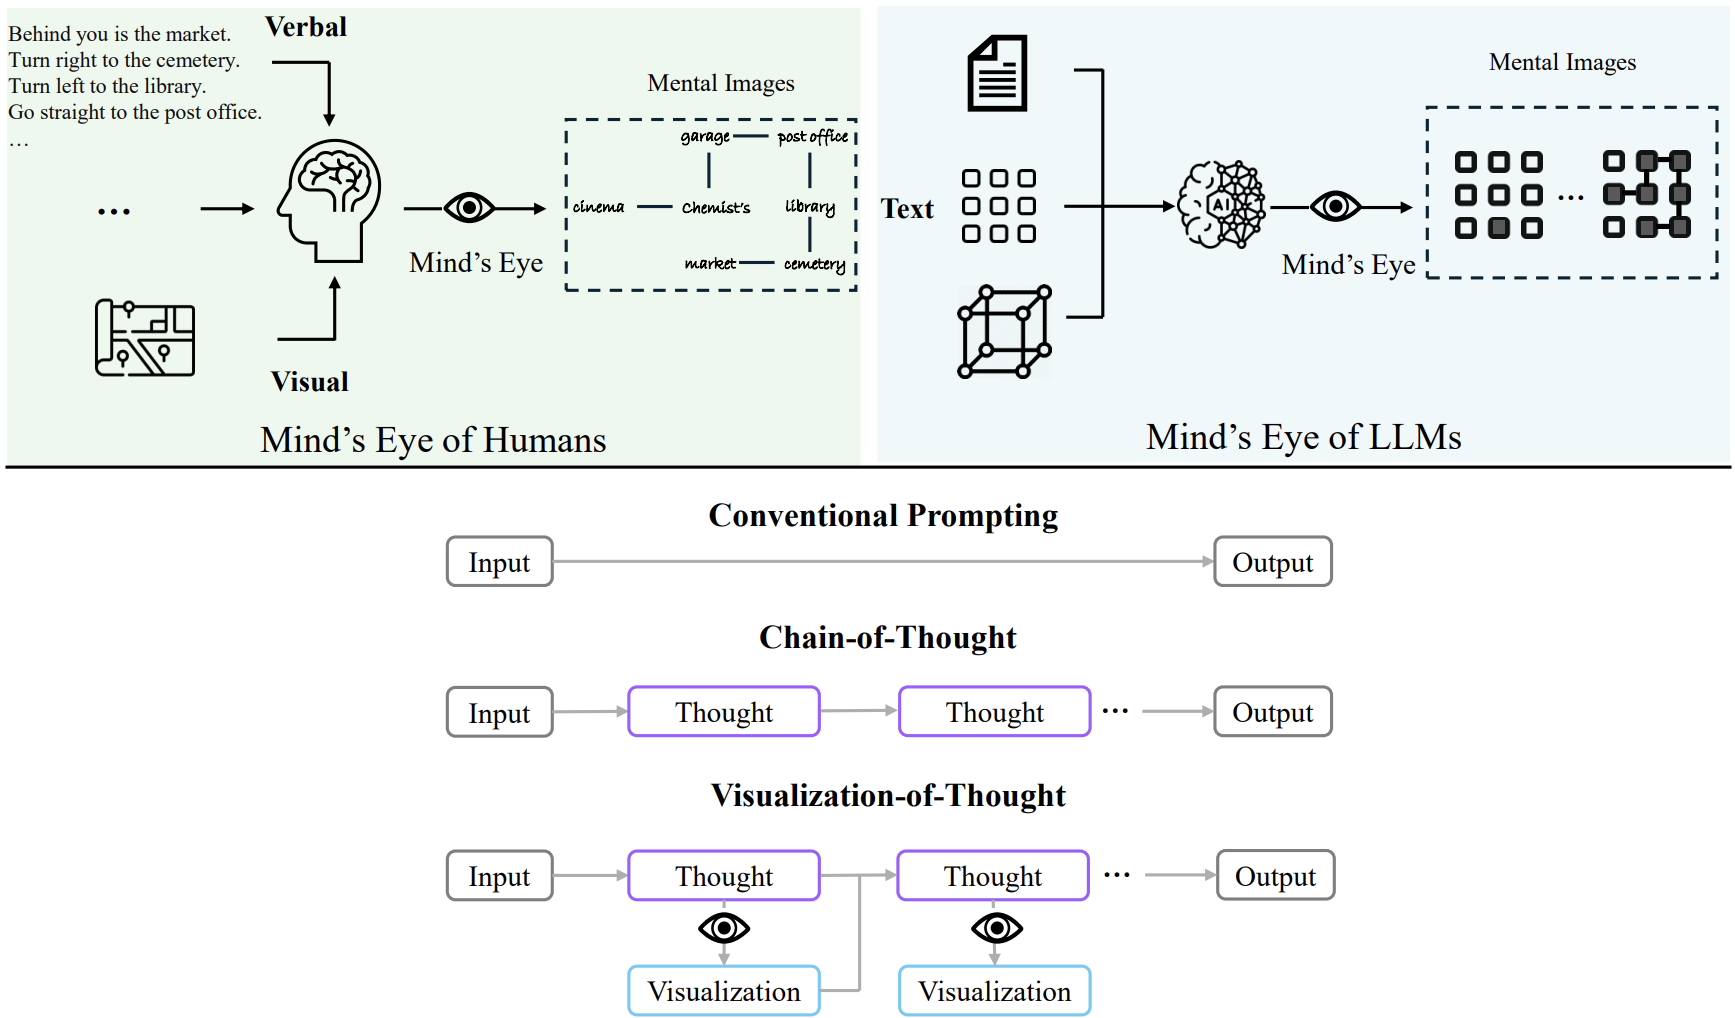 Behind you is the market.
Turn right to the cemetery.
Turn left to the library.
Go straight to the post office.
...
Verbal
...
Visual
Mind's Eye
Mental Images
garage
post office
cinema
Chemist's
library
market
cemetery
Mind's Eye of Humans
Text
AI
Mind's Eye
Mental Images
...
Mind's Eye of LLMs
Conventional Prompting
Input
Output
Chain-of-Thought
Input
Thought
Thought
...
Output
Visualization-of-Thought
Input
Thought
Thought
...
Output
Visualization
Visualization